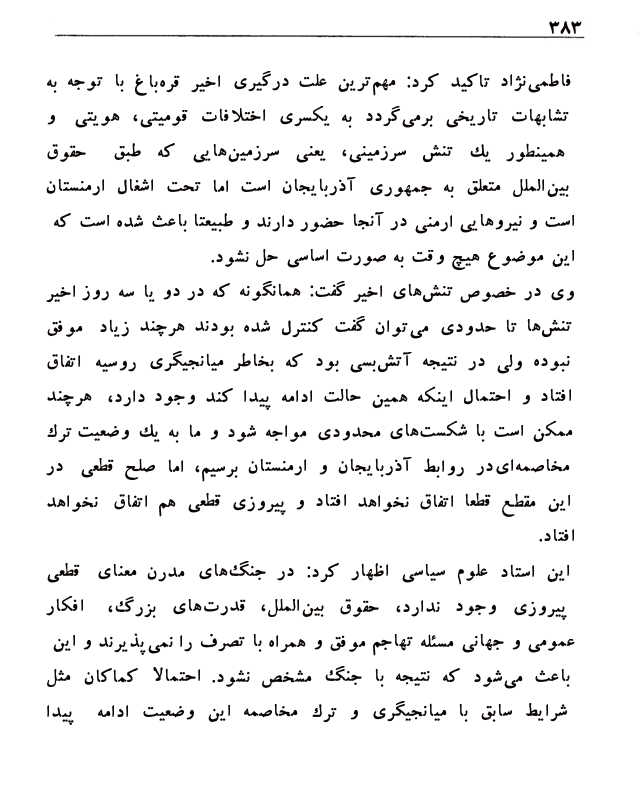 ۳۸۳
فاطمی‌نژاد تاکید کرد: مهم‌ترین علت درگیری اخیر قره‌باغ با توجه به
تشابهات تاریخی برمی‌گردد به یکسری اختلافات قومیتی، هویتی و
همینطور یك تنش سرزمینی، یعنی سرزمین‌هایی که طبق حقوق
بین‌الملل متعلق به جمهوری آذربایجان است اما تحت اشغال ارمنستان
است و نیروهایی ارمنی در آنجا حضور دارند و طبیعتا باعث شده است که
این موضوع هیچ وقت به صورت اساسی حل نشود.
وی در خصوص تنش‌های اخیر گفت: همانگونه که در دو یا سه روز اخیر
تنش‌ها تا حدودی می‌توان گفت کنترل شده بودند هرچند زیاد موفق
نبوده ولی در نتیجه آتش‌بسی بود که بخاطر میانجیگری روسیه اتفاق
افتاد و احتمال اینکه همین حالت ادامه پیدا کند وجود دارد، هرچند
ممکن است با شکست‌های محدودی مواجه شود و ما به یك وضعیت ترك
مخاصمه‌ای‌در روابط آذربایجان و ارمنستان برسیم، اما صلح قطعی در
این مقطع قطعا اتفاق نخواهد افتاد و پیروزی قطعی هم اتفاق نخواهد
افتاد.
این استاد علوم سیاسی اظهار کرد: در جنگ‌های مدرن معنای قطعی
پیروزی وجود ندارد، حقوق بین‌الملل، قدرت‌های بزرگ، افکار
عمومی و جهانی مسئله تهاجم موفق و همراه با تصرف را نمی‌پذیرند و این
باعث می‌شود که نتیجه با جنگ مشخص نشود. احتمالا کماکان مثل
شرایط سابق با میانجیگری و ترك مخاصمه این وضعیت ادامه پیدا